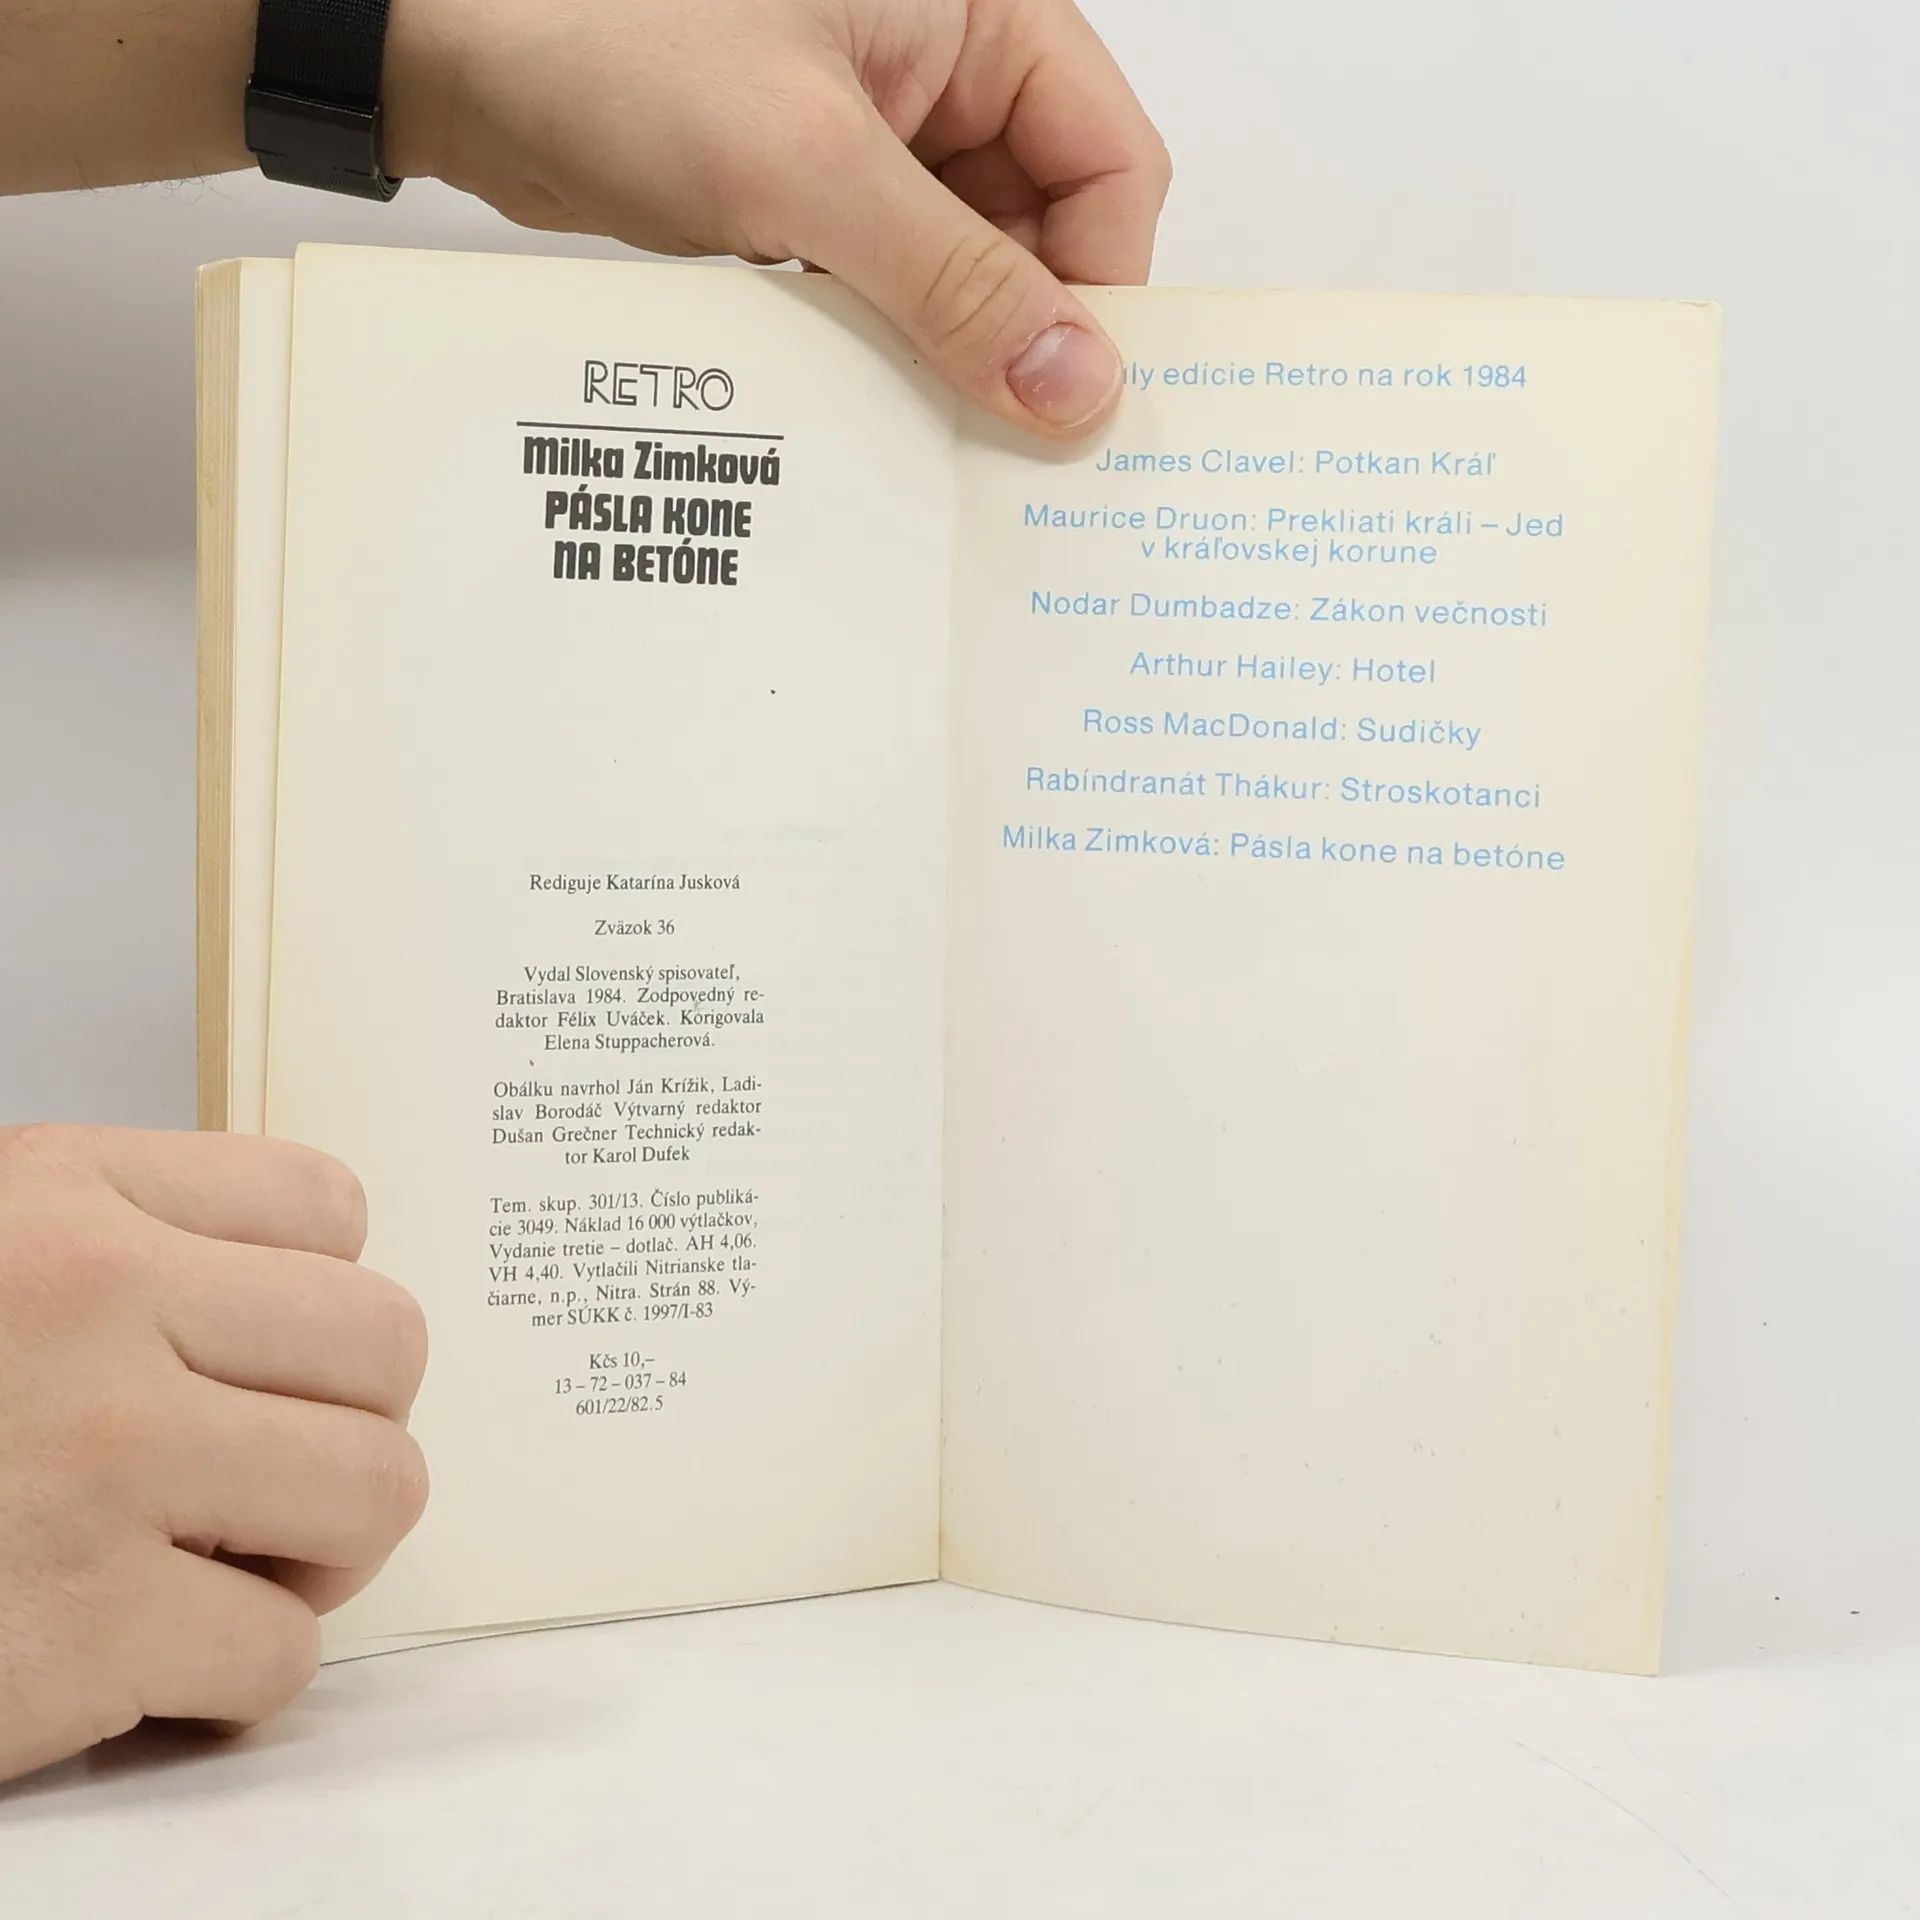 RETRO
Milka Zimková
PÁSLA KONE
NA BETÓNE
Rediguje Katarína Jusková
Zväzok 36
Vydal Slovenský spisovateľ,
Bratislava 1984. Zodpovedný re-
daktor Félix Uváček. Korigovala
Elena Stuppacherová.
Obálku navrhol Ján Krížik, Ladi-
slav Borodáč Výtvarný redaktor
Dušan Grečner Technický redak-
tor Karol Dufek
Tem. skup. 301/13. Číslo publiká-
cie 3049. Náklad 16 000 výtlačkov,
Vydanie tretie – dotlač. AH 4,06.
VH 4,40. Vytlačili Nitrianske tla-
čiarne, n.p., Nitra. Strán 88. Vý-
mer SÚKK č. 1997/I-83
Kčs 10,–
13 – 72 – 037 – 84
601/22/82.5
edície Retro na rok 1984
James Clavel: Potkan Kráľ
Maurice Druon: Prekliati králi – Jed
v kráľovskej korune
Nodar Dumbadze: Zákon večnosti
Arthur Hailey: Hotel
Ross MacDonald: Sudičky
Rabíndranát Thákur: Stroskotanci
Milka Zimková: Pásla kone na betóne